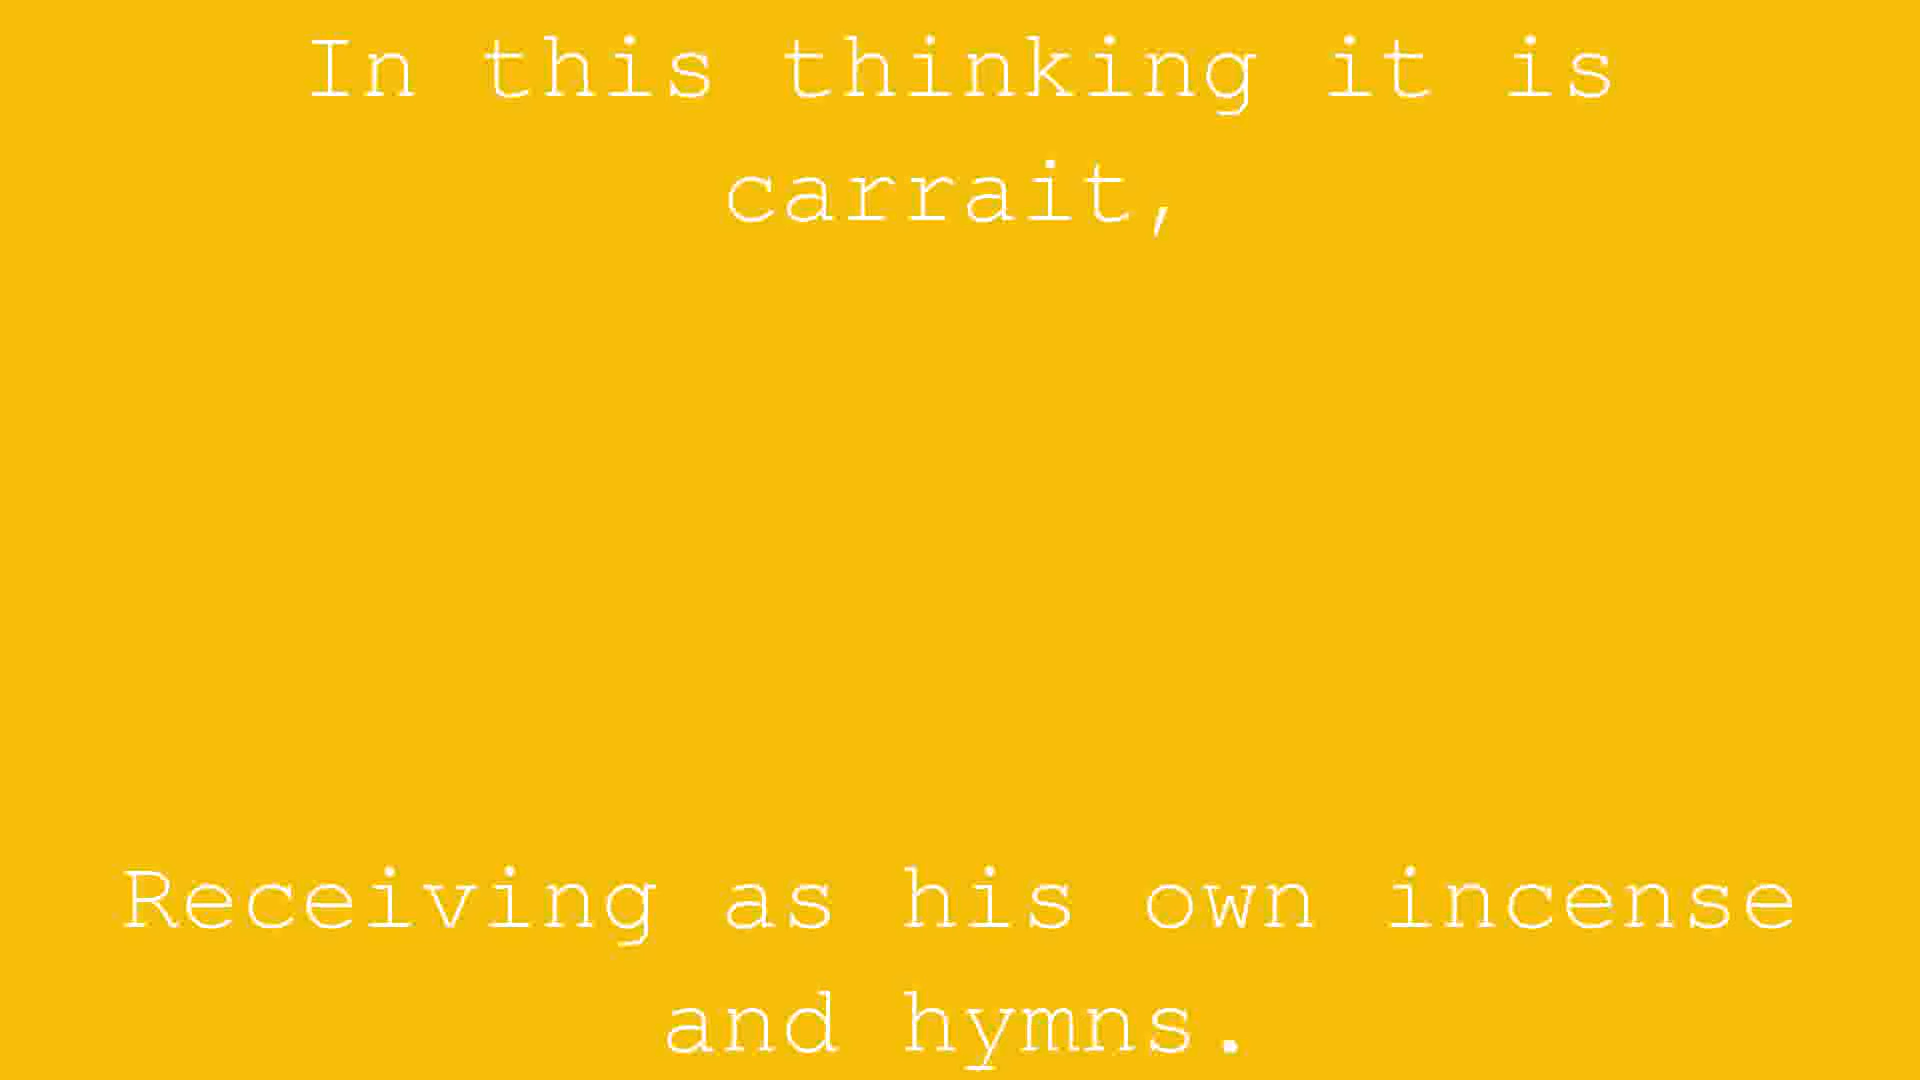 In this thinking it is
carrait,
Receiving as his own incense
and hymns.